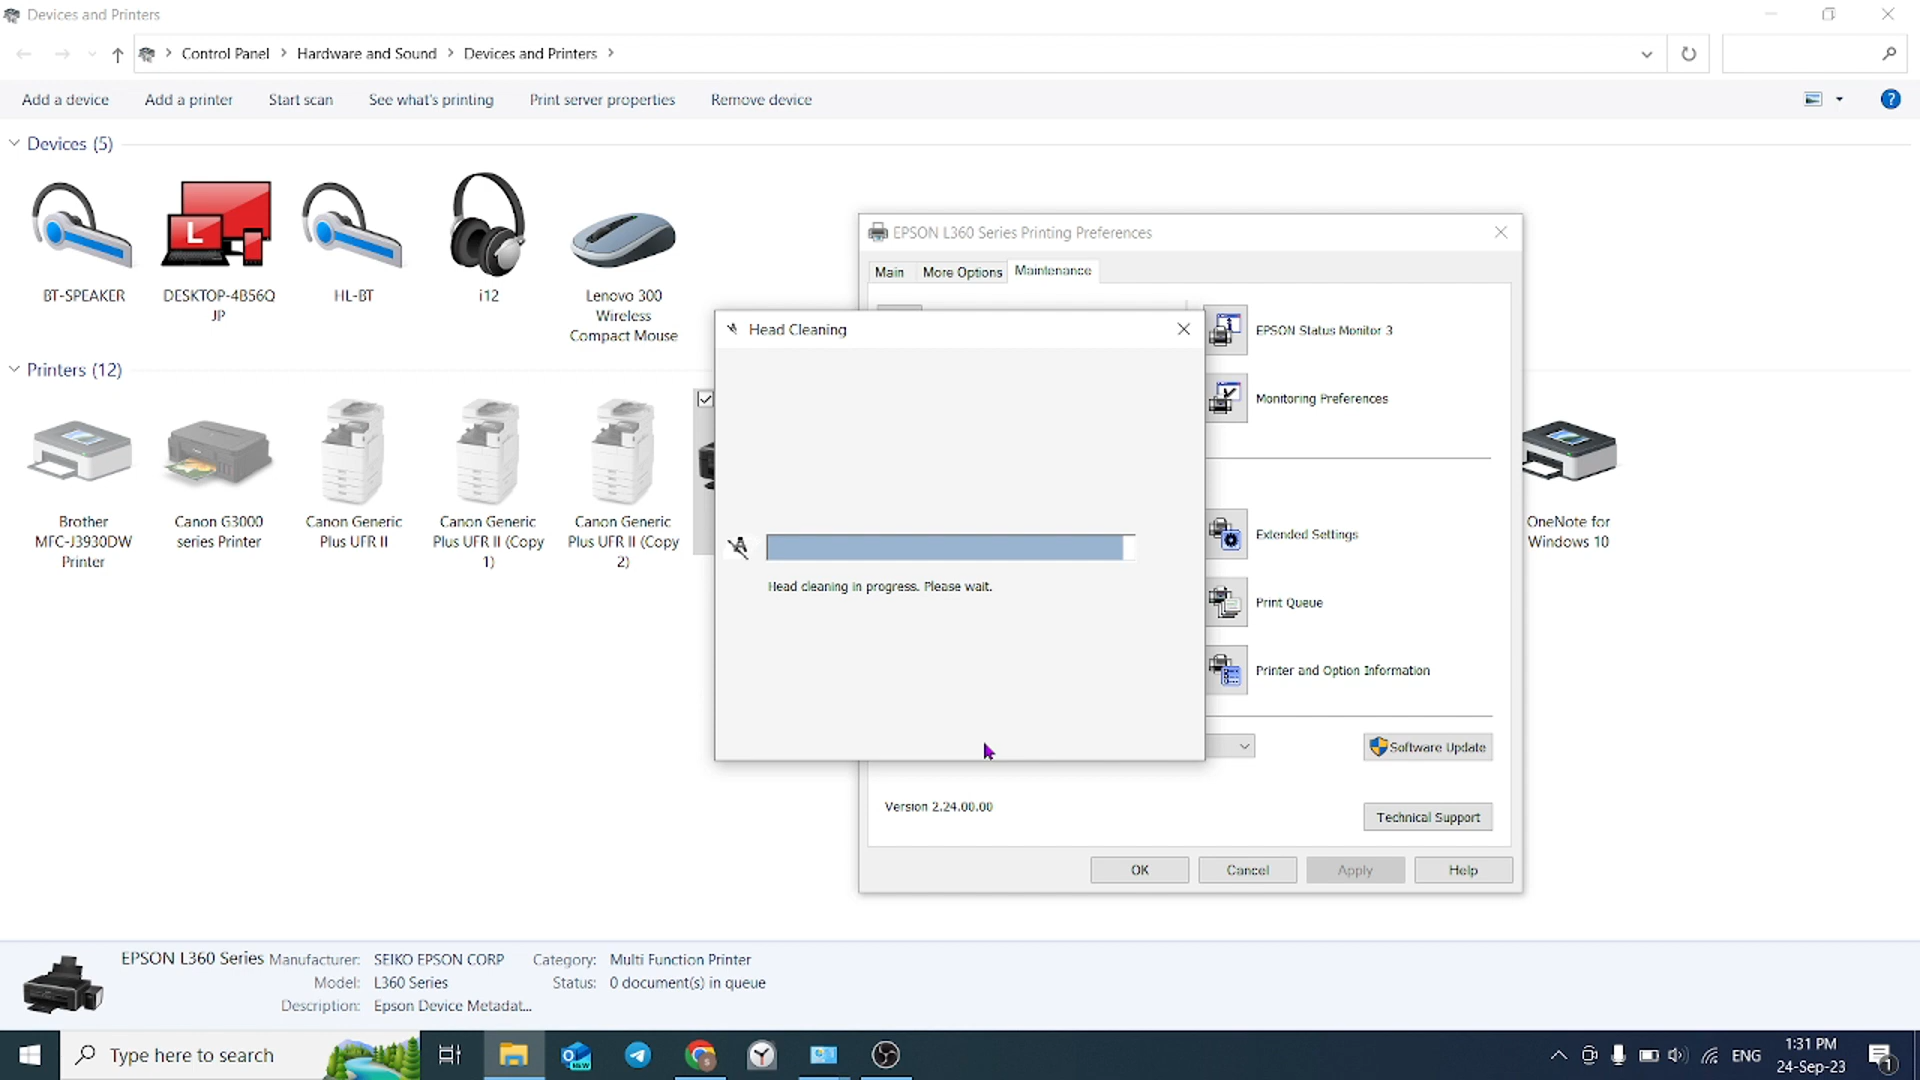 Devices and Printers
Control Panel
Hardware and Sound
Devices and Printers
Add a device
Add a printer
Start scan
See what's printing
Print server properties
Remove device
?
Devices (5)
BT-SPEAKER
L
DESKTOP-4B56Q
JP
HL-BT
i12
Lenovo 300
Wireless
Compact Mouse
EPSON L360 Series Printing Preferences
Main
More Options
Maintenance
Head Cleaning
Head cleaning in progress. Please wait.
EPSON Status Monitor 3
Monitoring Preferences
Extended Settings
Print Queue
Printer and Option Information
Software Update
Version 2.24.00.00
Technical Support
OK
Cancel
Apply
Help
Printers (12)
Brother
MFC-J3930DW
Printer
Canon G3000
series Printer
Canon Generic
Plus UFR II
Canon Generic
Plus UFR II (Copy
1)
Canon Generic
Plus UFR II (Copy
2)
OneNote for
Windows 10
EPSON L360 Series
Manufacturer: SEIKO EPSON CORP
Model: L360 Series
Description: Epson Device Metadat...
Category: Multi Function Printer
Status: 0 document(s) in queue
Type here to search
NEW
ENG
1:31 PM
24-Sep-23
1